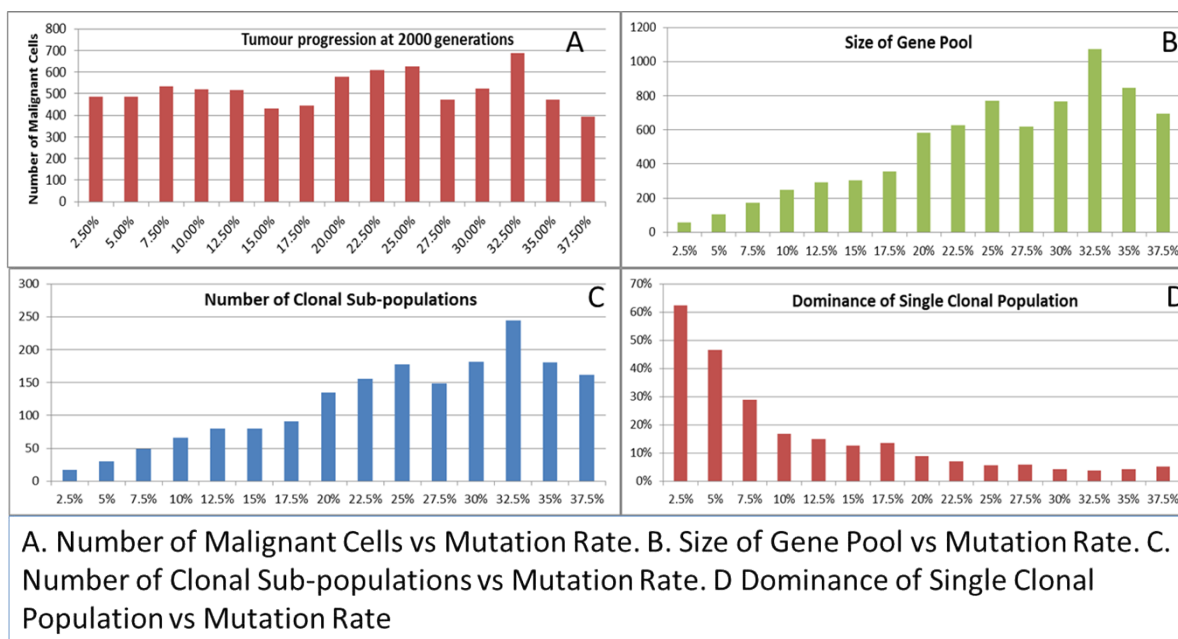 Tumour progression at 2000 generations
A
Number of Malignant Cells
800
700
600
500
400
300
200
100
0
2.50% 5.00% 7.50% 10.00% 12.50% 15.00% 17.50% 20.00% 22.50% 25.00% 27.50% 30.00% 32.50% 35.00% 37.50%
Size of Gene Pool
B
1200
1000
800
600
400
200
0
2.5% 5% 7.5% 10% 12.5% 15% 17.5% 20% 22.5% 25% 27.5% 30% 32.5% 35% 37.5%
Number of Clonal Sub-populations
C
300
250
200
150
100
50
0
2.5% 5% 7.5% 10% 12.5% 15% 17.5% 20% 22.5% 25% 27.5% 30% 32.5% 35% 37.5%
Dominance of Single Clonal Population
D
70%
60%
50%
40%
30%
20%
10%
0%
2.5% 5% 7.5% 10% 12.5% 15% 17.5% 20% 22.5% 25% 27.5% 30% 32.5% 35% 37.5%
A. Number of Malignant Cells vs Mutation Rate. B. Size of Gene Pool vs Mutation Rate. C.
Number of Clonal Sub-populations vs Mutation Rate. D Dominance of Single Clonal
Population vs Mutation Rate